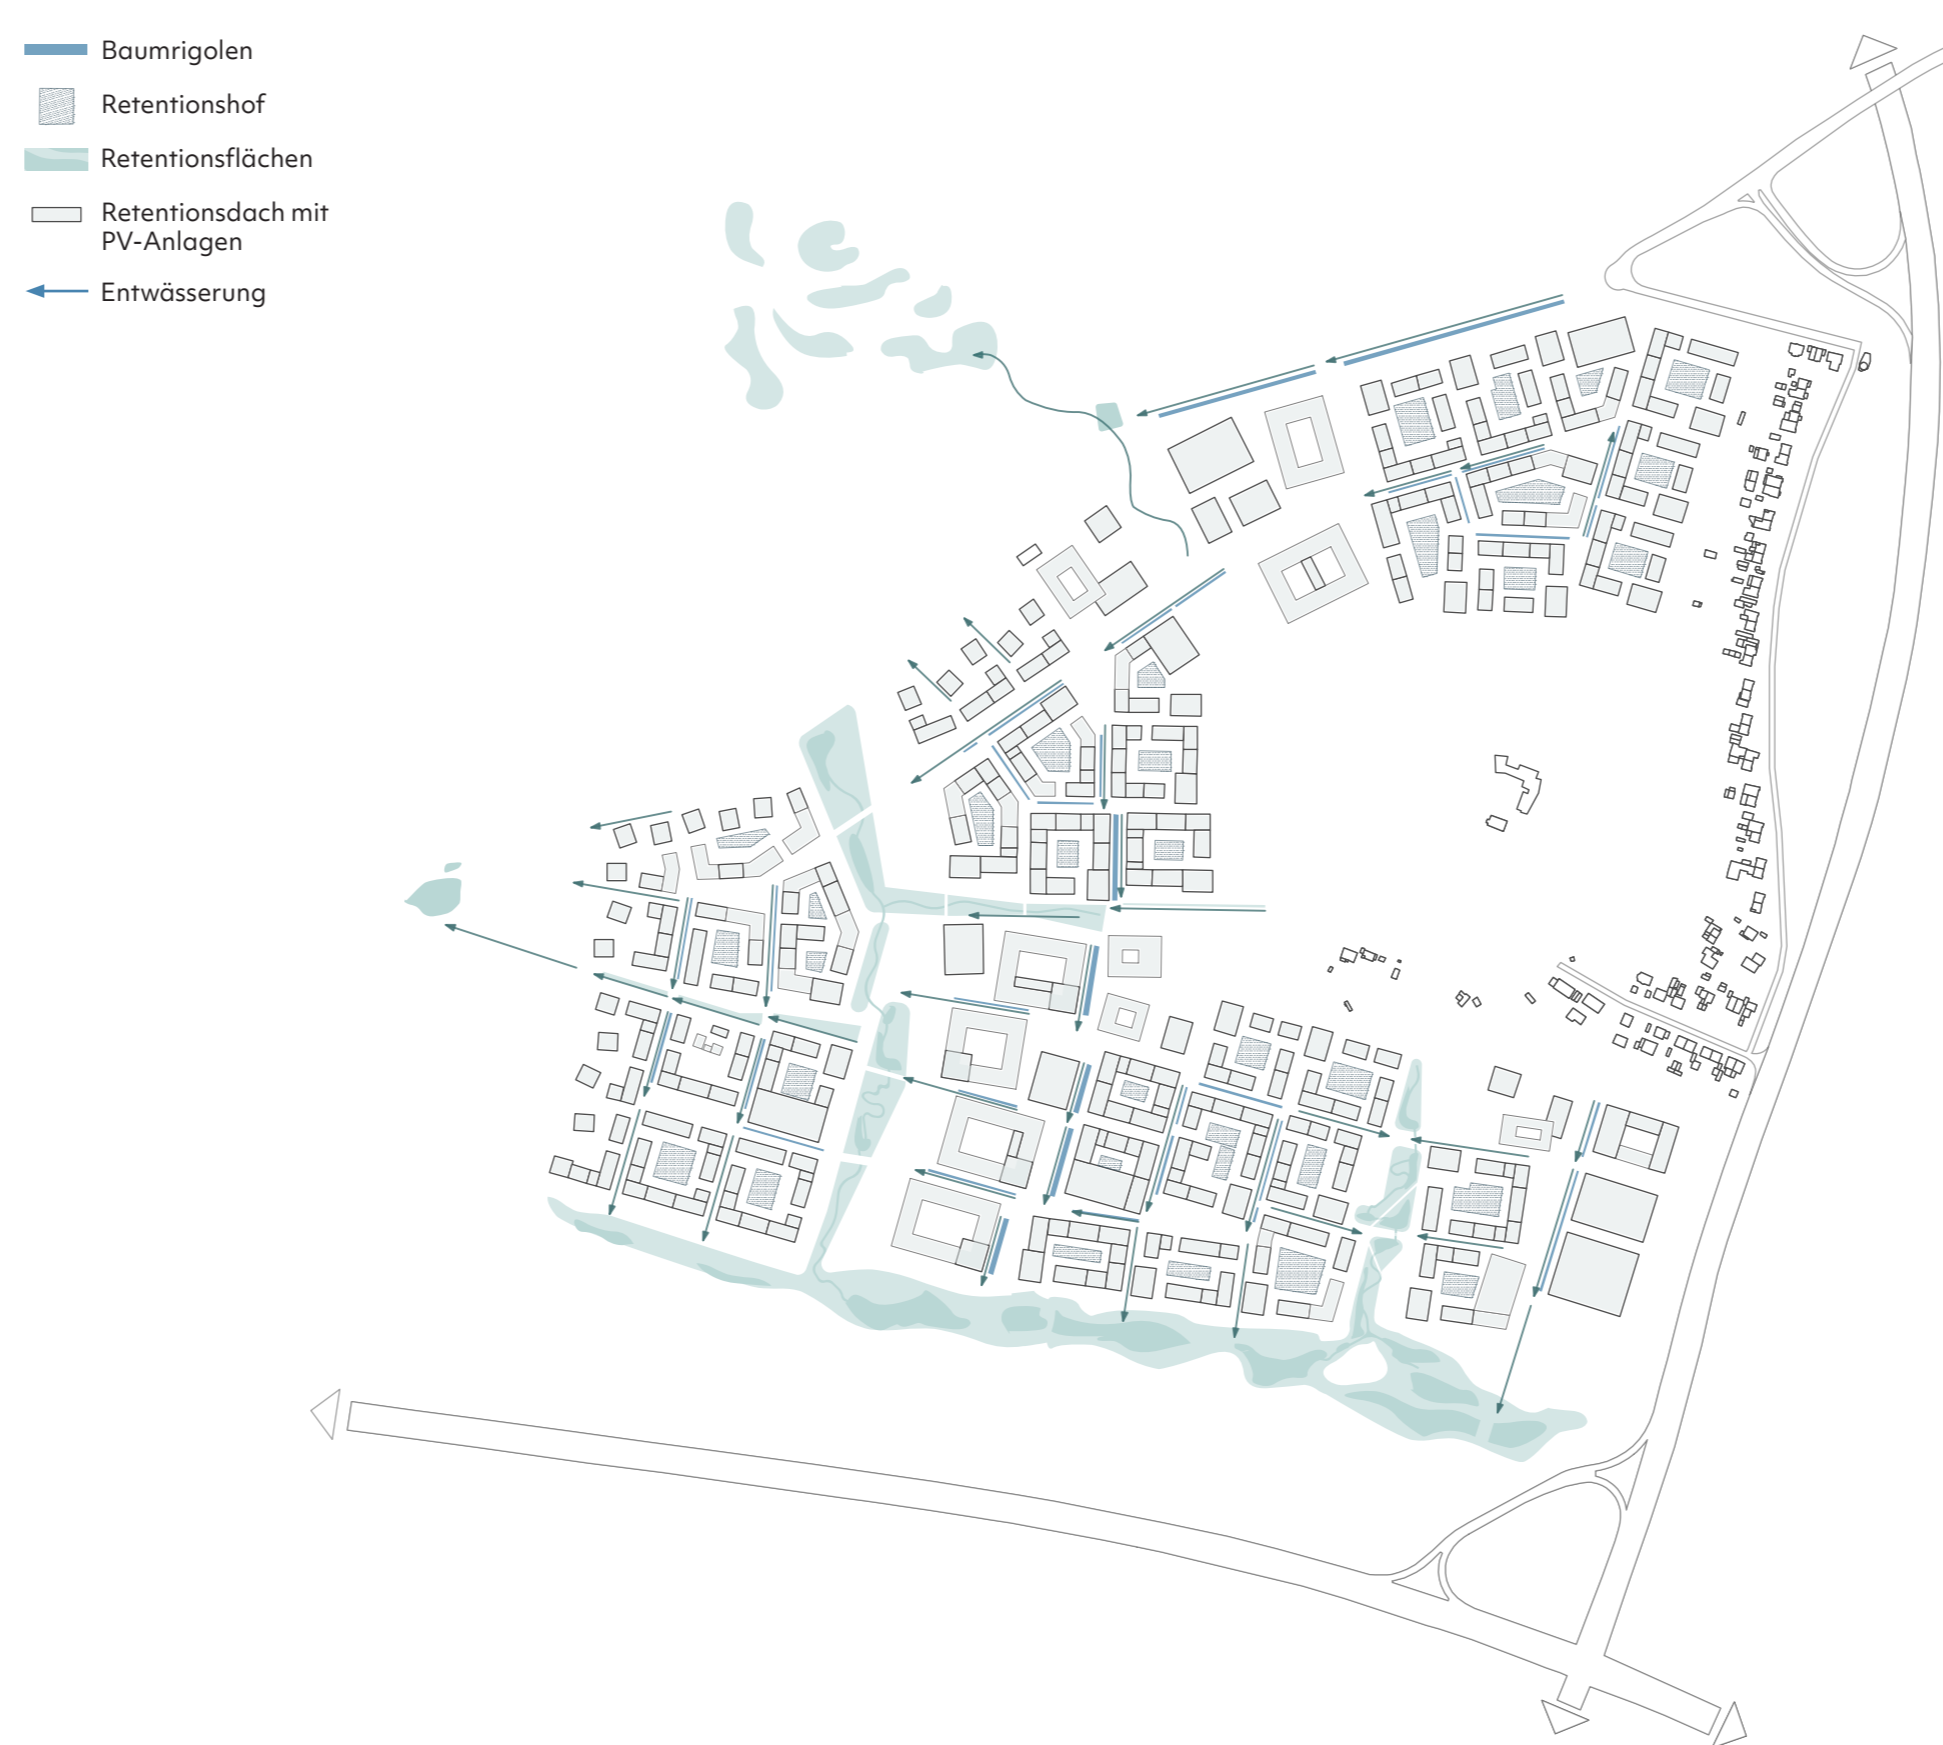 Baumrigolen
Retentionshof
Retentionsflächen
Retentionsdach mit
PV-Anlagen
Entwässerung